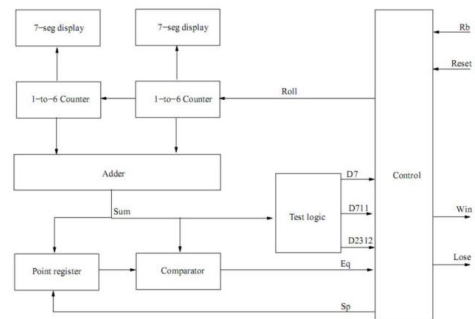 7-seg display
7-seg display
Rb
Reset
1-to-6 Counter
1-to-6 Counter
Roll
Adder
Control
D7
Sum
Test logic
D711
Win
D2312
Point register
Comparator
Eq
Lose
Sp